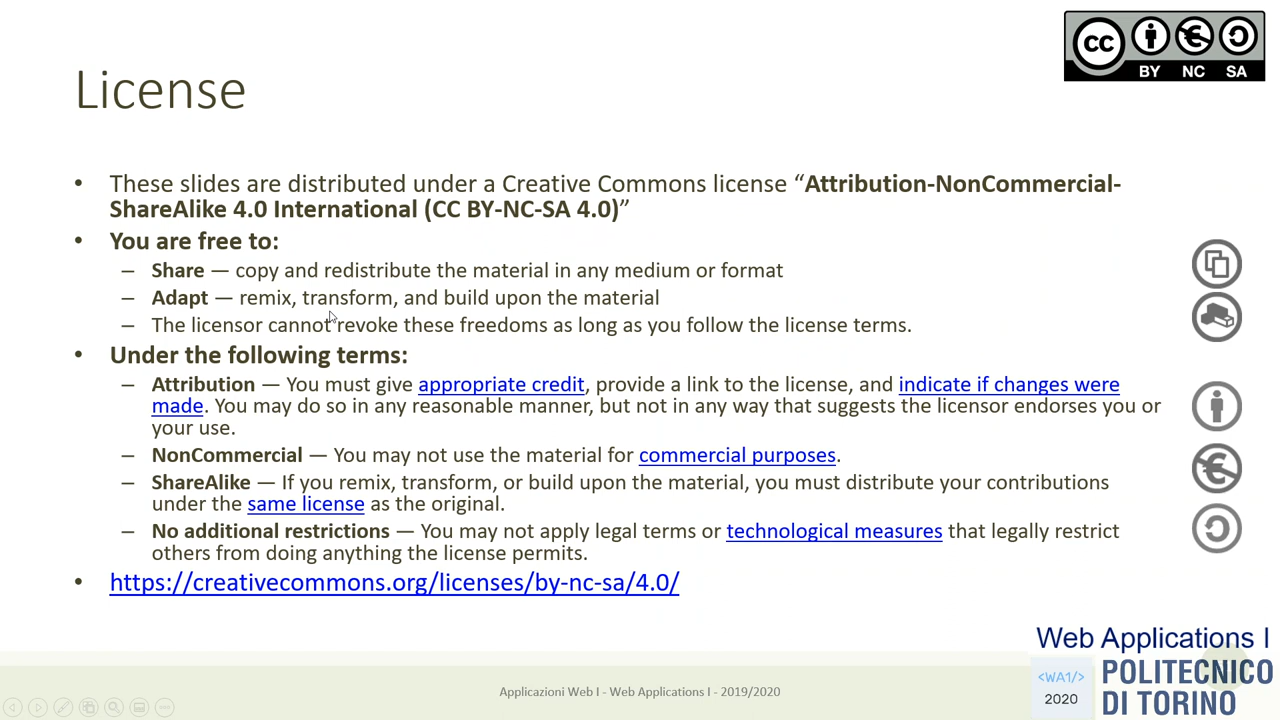 CC BY NC SA
License
• These slides are distributed under a Creative Commons license “Attribution-NonCommercial-
ShareAlike 4.0 International (CC BY-NC-SA 4.0)”
• You are free to:
– Share — copy and redistribute the material in any medium or format
– Adapt — remix, transform, and build upon the material
– The licensor cannot revoke these freedoms as long as you follow the license terms.
• Under the following terms:
– Attribution — You must give appropriate credit, provide a link to the license, and indicate if changes were
made. You may do so in any reasonable manner, but not in any way that suggests the licensor endorses you or
your use.
– NonCommercial — You may not use the material for commercial purposes.
– ShareAlike — If you remix, transform, or build upon the material, you must distribute your contributions
under the same license as the original.
– No additional restrictions — You may not apply legal terms or technological measures that legally restrict
others from doing anything the license permits.
• https://creativecommons.org/licenses/by-nc-sa/4.0/
Applicazioni Web I - Web Applications I - 2019/2020
Web Applications I
<WA1/>
2020
POLITECNICO
DI TORINO